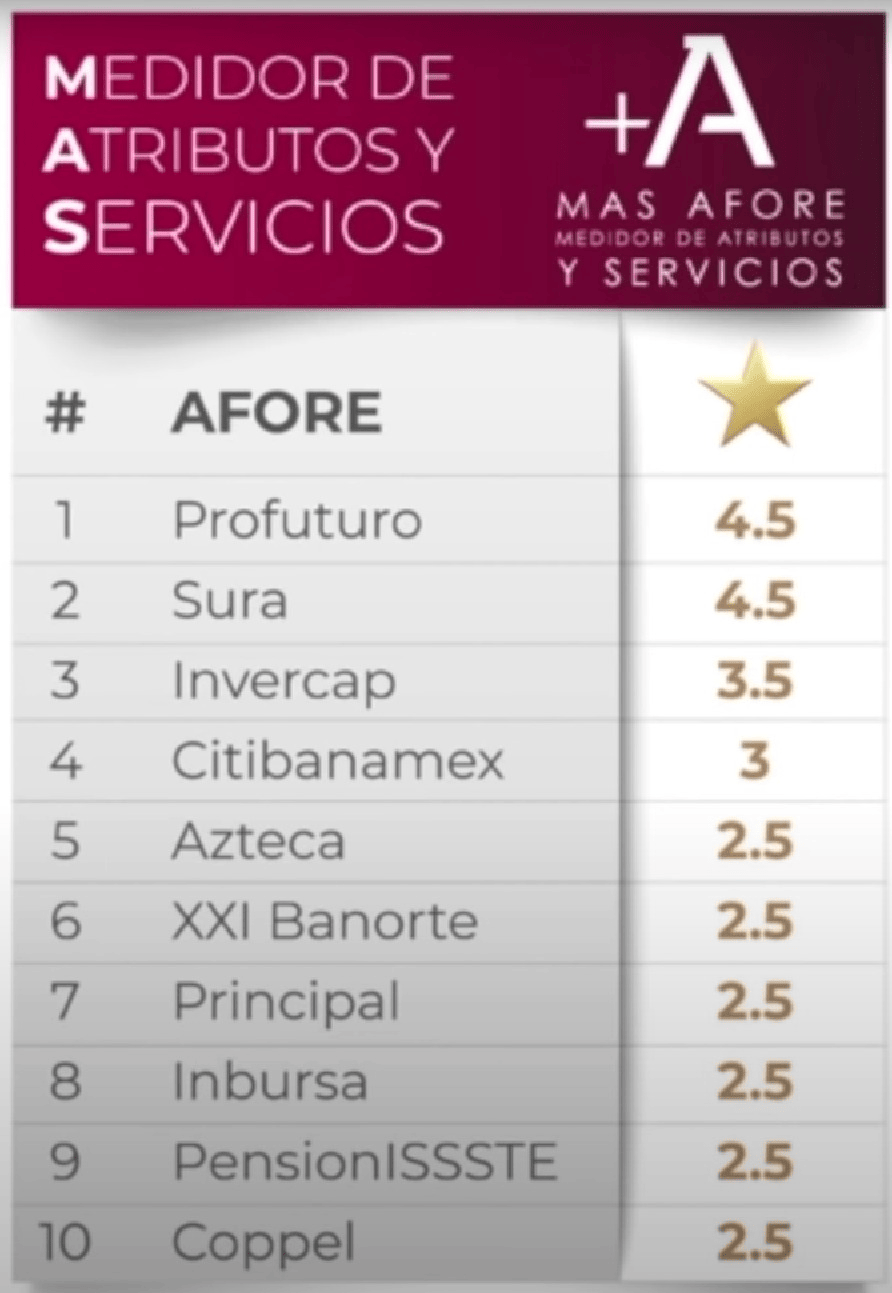 MEDIDOR DE
ATRIBUTOS Y
SERVICIOS
+A
MAS AFORE
MEDIDOR DE ATRIBUTOS
Y SERVICIOS
# AFORE
1 Profuturo 4.5
2 Sura 4.5
3 Invercap 3.5
4 Citibanamex 3
5 Azteca 2.5
6 XXI Banorte 2.5
7 Principal 2.5
8 Inbursa 2.5
9 PensionISSSTE 2.5
10 Coppel 2.5